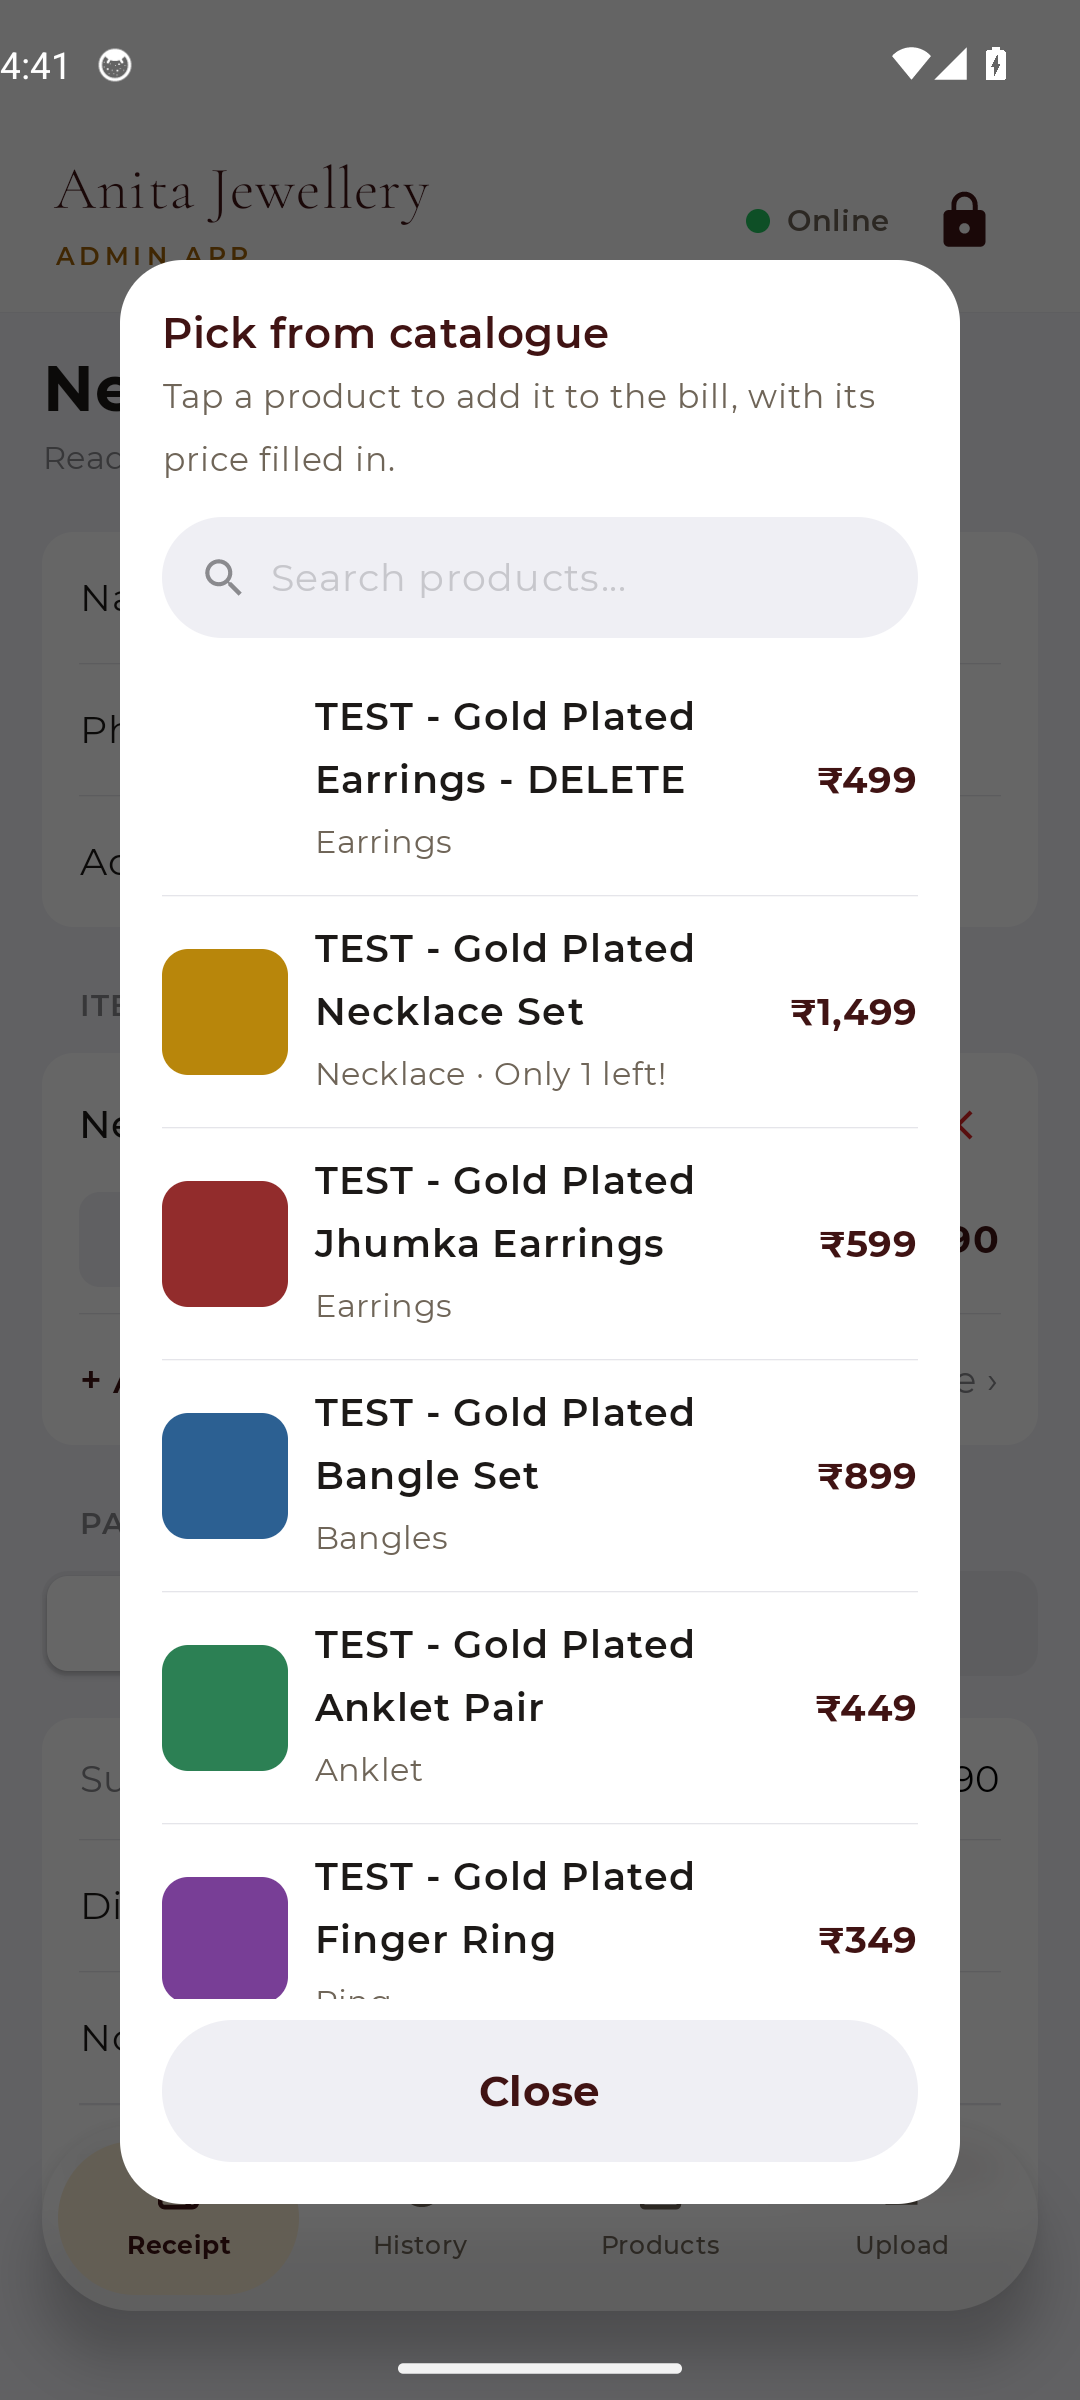 4:41
Anita Jewellery
ADMIN APP
Online
Pick from catalogue
Tap a product to add it to the bill, with its
price filled in.
Search products...
TEST - Gold Plated
Earrings - DELETE
₹499
Earrings
TEST - Gold Plated
Necklace Set
₹1,499
Necklace · Only 1 left!
TEST - Gold Plated
Jhumka Earrings
₹599
Earrings
TEST - Gold Plated
Bangle Set
₹899
Bangles
TEST - Gold Plated
Anklet Pair
₹449
Anklet
TEST - Gold Plated
Finger Ring
₹349
Ring
Close
Receipt
History
Products
Upload